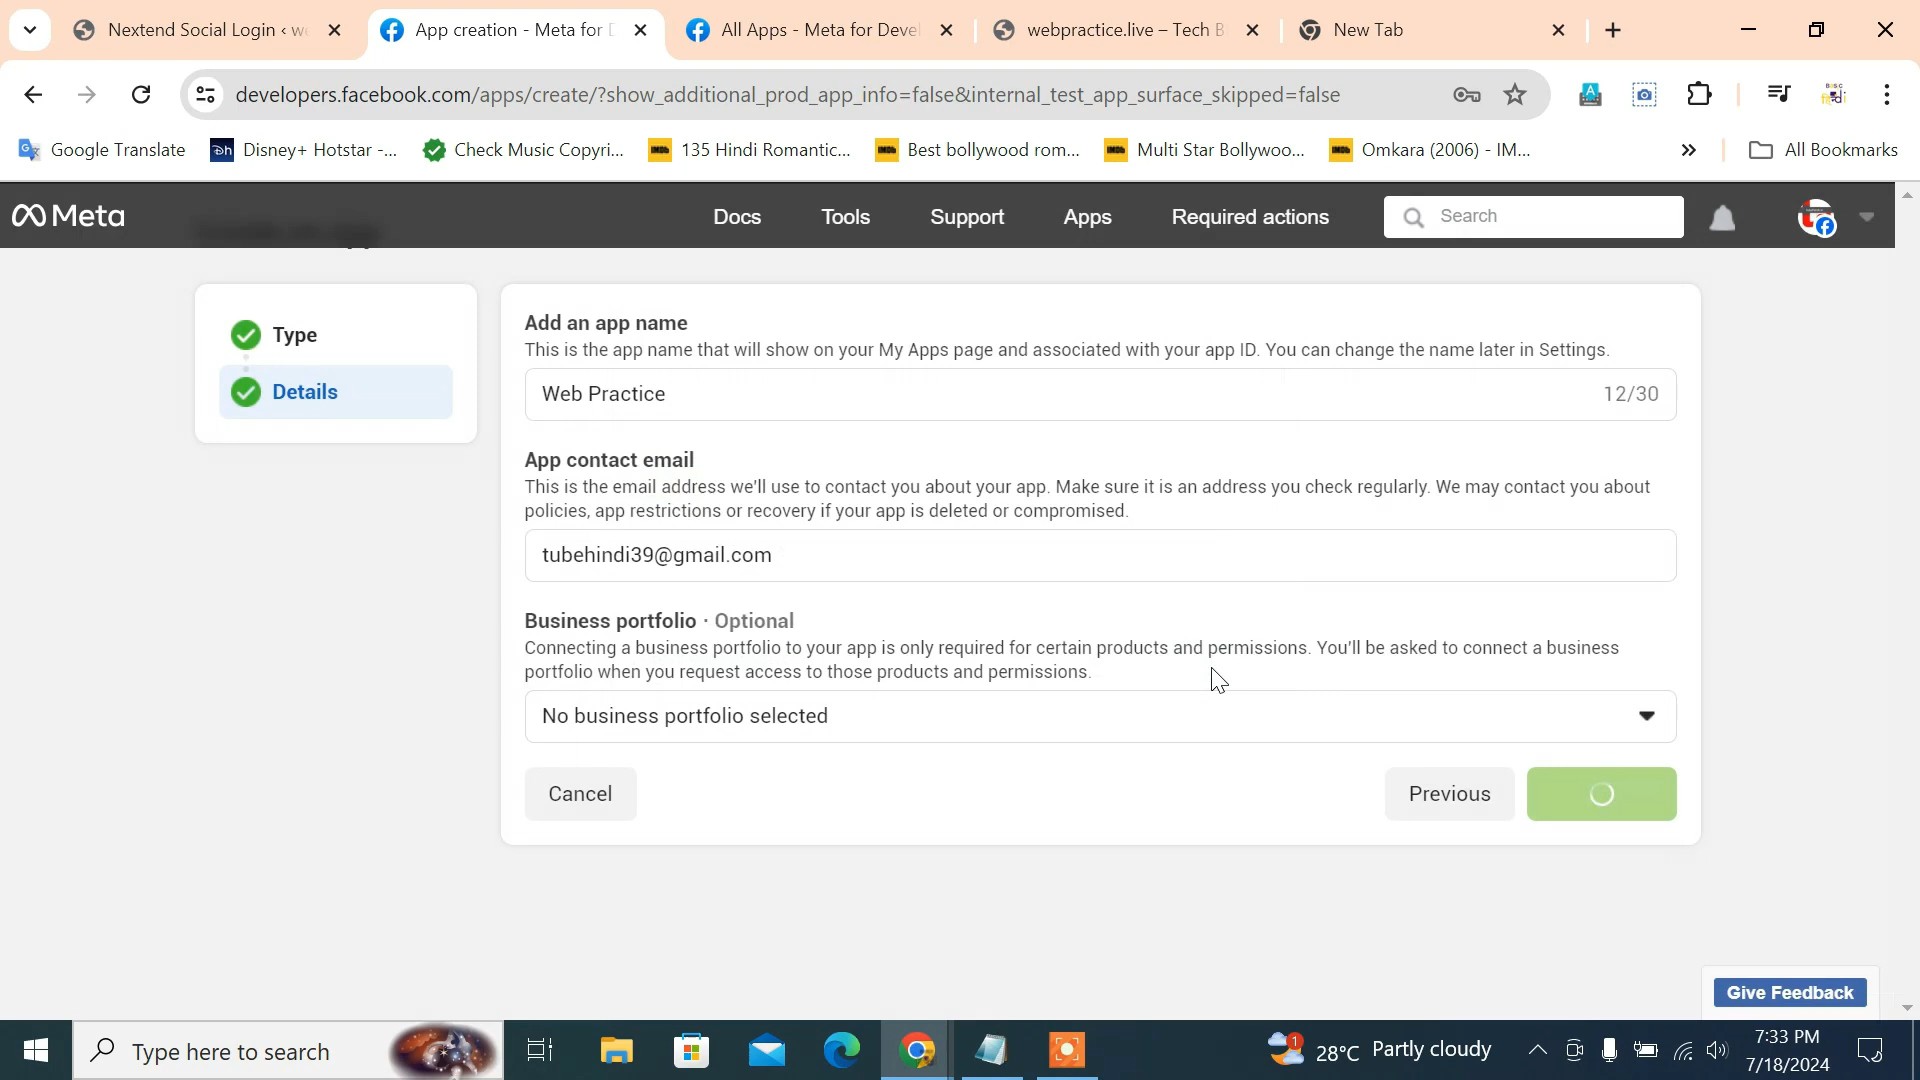 Nextend Social Login ‹ we
App creation - Meta for D
All Apps - Meta for Devel
webpractice.live – Tech B
New Tab
developers.facebook.com/apps/create/?show_additional_prod_app_info=false&internal_test_app_surface_skipped=false
Google Translate
Disney+ Hotstar -...
Check Music Copyri...
135 Hindi Romantic...
Best bollywood rom...
Multi Star Bollywoo...
Omkara (2006) - IM...
»
All Bookmarks
Meta
Docs
Tools
Support
Apps
Required actions
Search
Type
Details
Add an app name
This is the app name that will show on your My Apps page and associated with your app ID. You can change the name later in Settings.
Web Practice
12/30
App contact email
This is the email address we'll use to contact you about your app. Make sure it is an address you check regularly. We may contact you about
policies, app restrictions or recovery if your app is deleted or compromised.
tubehindi39@gmail.com
Business portfolio · Optional
Connecting a business portfolio to your app is only required for certain products and permissions. You'll be asked to connect a business
portfolio when you request access to those products and permissions.
No business portfolio selected
Cancel
Previous
Give Feedback
Type here to search
1
28°C Partly cloudy
7:33 PM
7/18/2024